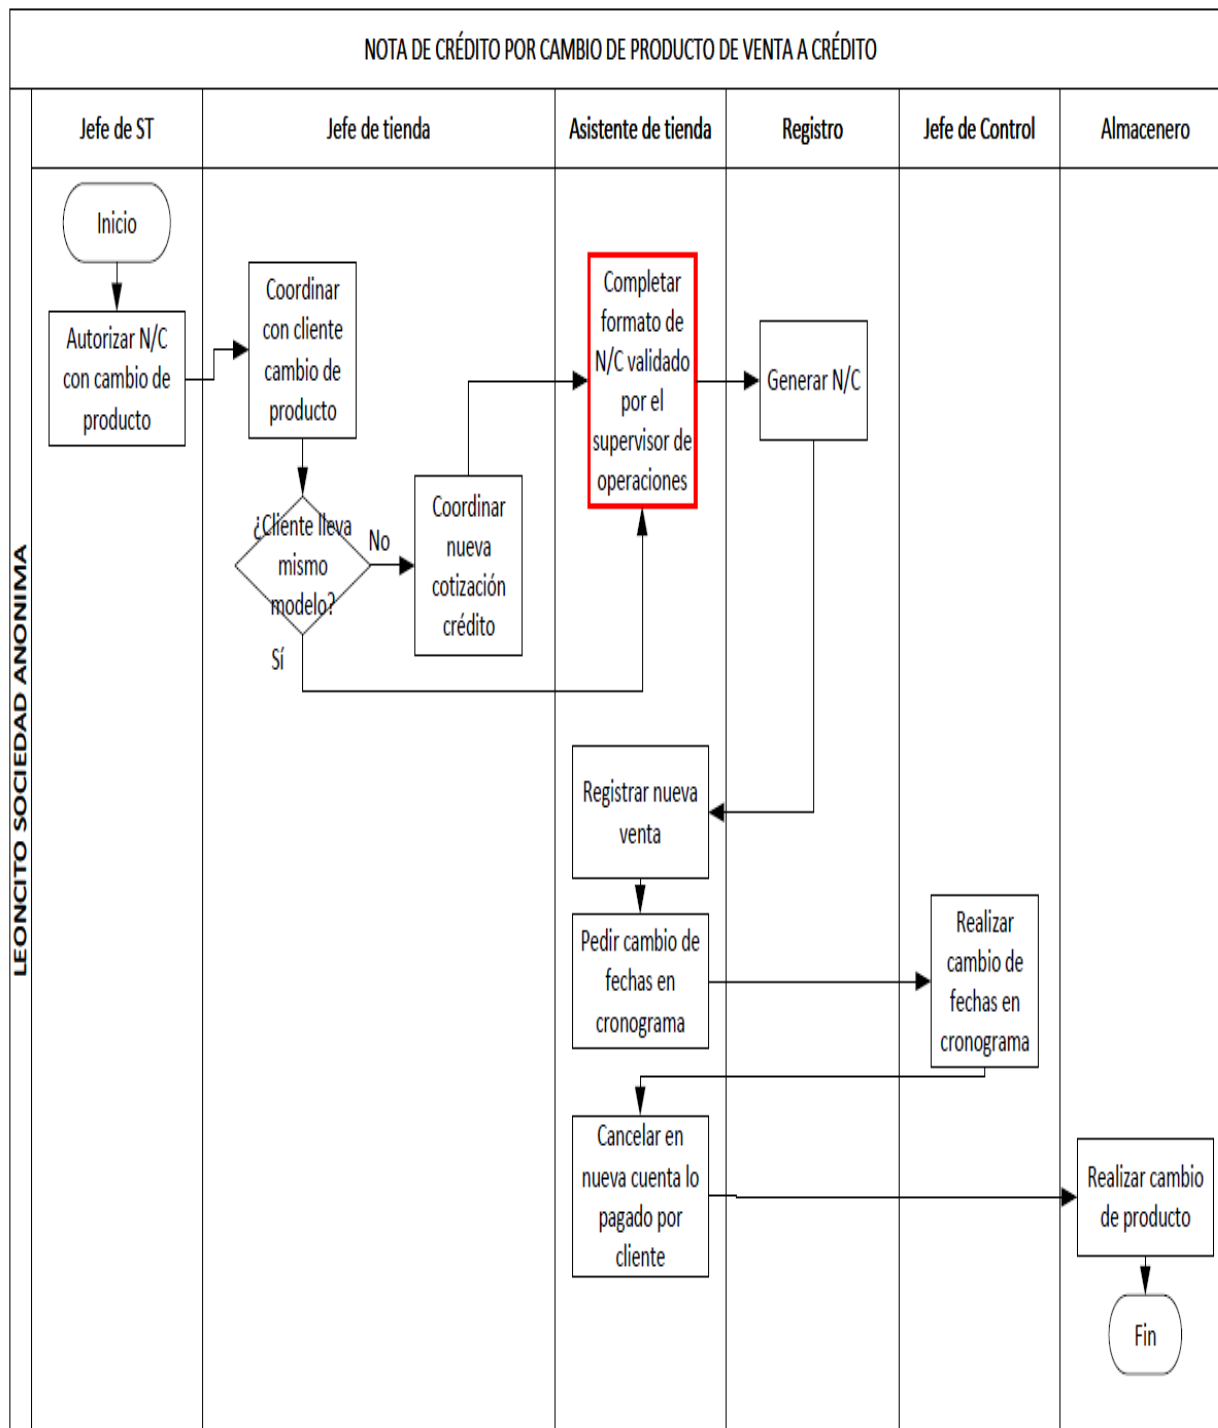 NOTA DE CRÉDITO POR CAMBIO DE PRODUCTO DE VENTA A CRÉDITO
LEONCITO SOCIEDAD ANONIMA
Jefe de ST
Jefe de tienda
Asistente de tienda
Registro
Jefe de Control
Almacenero
Inicio
Autorizar N/C
con cambio de
producto
Coordinar
con cliente
cambio de
producto
¿Cliente lleva
mismo
modelo?
No
Sí
Coordinar
nueva
cotización
crédito
Completar
formato de
N/C validado
por el
supervisor de
operaciones
Generar N/C
Registrar nueva
venta
Pedir cambio de
fechas en
cronograma
Realizar
cambio de
fechas en
cronograma
Cancelar en
nueva cuenta lo
pagado por
cliente
Realizar cambio
de producto
Fin